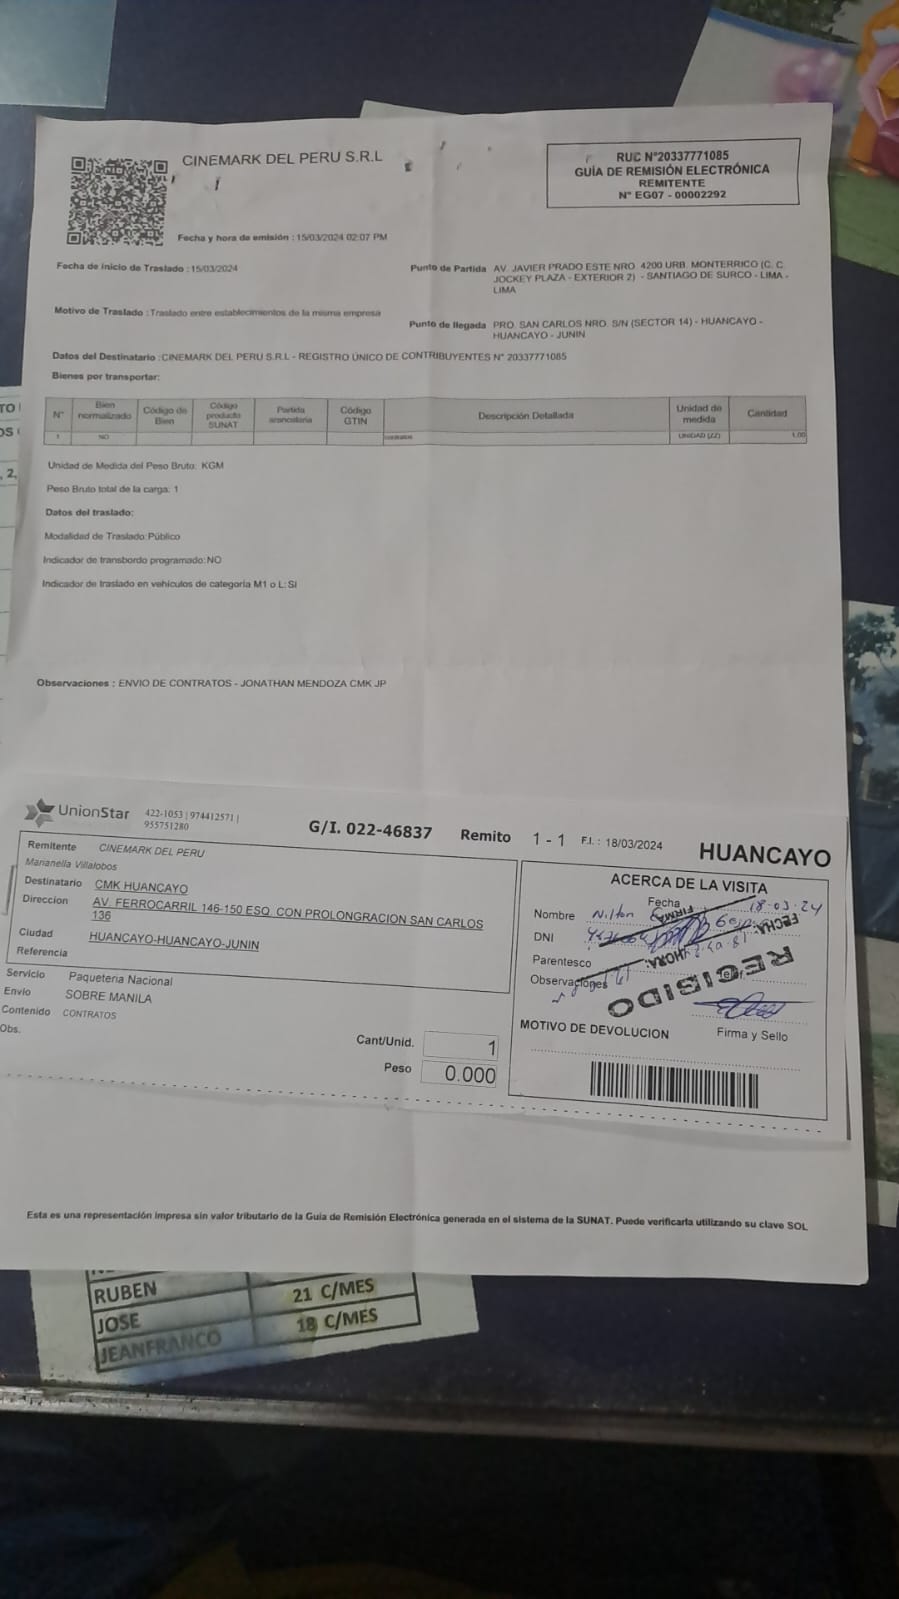 CINEMARK DEL PERU S.R.L
RUC N°20337771085
GUÍA DE REMISIÓN ELECTRÓNICA
REMITENTE
N° EG07 - 00002292
Fecha y hora de emisión : 15/03/2024 02:07 PM
Fecha de inicio de Traslado : 15/03/2024
Punto de Partida AV. JAVIER PRADO ESTE NRO. 4200 URB. MONTERRICO (C. C.
JOCKEY PLAZA - EXTERIOR 2) - SANTIAGO DE SURCO - LIMA -
LIMA
Motivo de Traslado : Traslado entre establecimientos de la misma empresa
Punto de llegada PRO. SAN CARLOS NRO. S/N (SECTOR 14) - HUANCAYO -
HUANCAYO - JUNIN
Datos del Destinatario : CINEMARK DEL PERU S.R.L - REGISTRO ÚNICO DE CONTRIBUYENTES N° 20337771085
Bienes por transportar:
N° Bien normalizado Código de Bien Código producto SUNAT Partida arancelaria Código GTIN Descripción Detallada Unidad de medida Cantidad
1 NO contratos UNIDAD (ZZ) 1.00
Unidad de Medida del Peso Bruto: KGM
Peso Bruto total de la carga: 1
Datos del traslado:
Modalidad de Traslado: Público
Indicador de transbordo programado: NO
Indicador de traslado en vehículos de categoría M1 o L: SI
Observaciones : ENVIO DE CONTRATOS - JONATHAN MENDOZA CMK JP
UnionStar 422-1053 | 974412571 |
955751280
G/I. 022-46837 Remito 1 - 1 F.I. : 18/03/2024 HUANCAYO
Remitente CINEMARK DEL PERU
Marianella Villalobos
Destinatario CMK HUANCAYO
Direccion AV. FERROCARRIL 146-150 ESQ. CON PROLONGRACION SAN CARLOS
136
Ciudad HUANCAYO-HUANCAYO-JUNIN
Referencia
Servicio Paqueteria Nacional
Envio SOBRE MANILA
Contenido CONTRATOS
Obs.
Cant/Unid. 1
Peso 0.000
ACERCA DE LA VISITA
Fecha 18-03-24
Nombre Nilton
DNI
Parentesco
Observaciones
FIRMA:
FECHA:
HORA:
RECIBIDO
MOTIVO DE DEVOLUCION Firma y Sello
Esta es una representación impresa sin valor tributario de la Guía de Remisión Electrónica generada en el sistema de la SUNAT. Puede verificarla utilizando su clave SOL
RUBEN 21 C/MES
JOSE 18 C/MES
JEANFRANCO